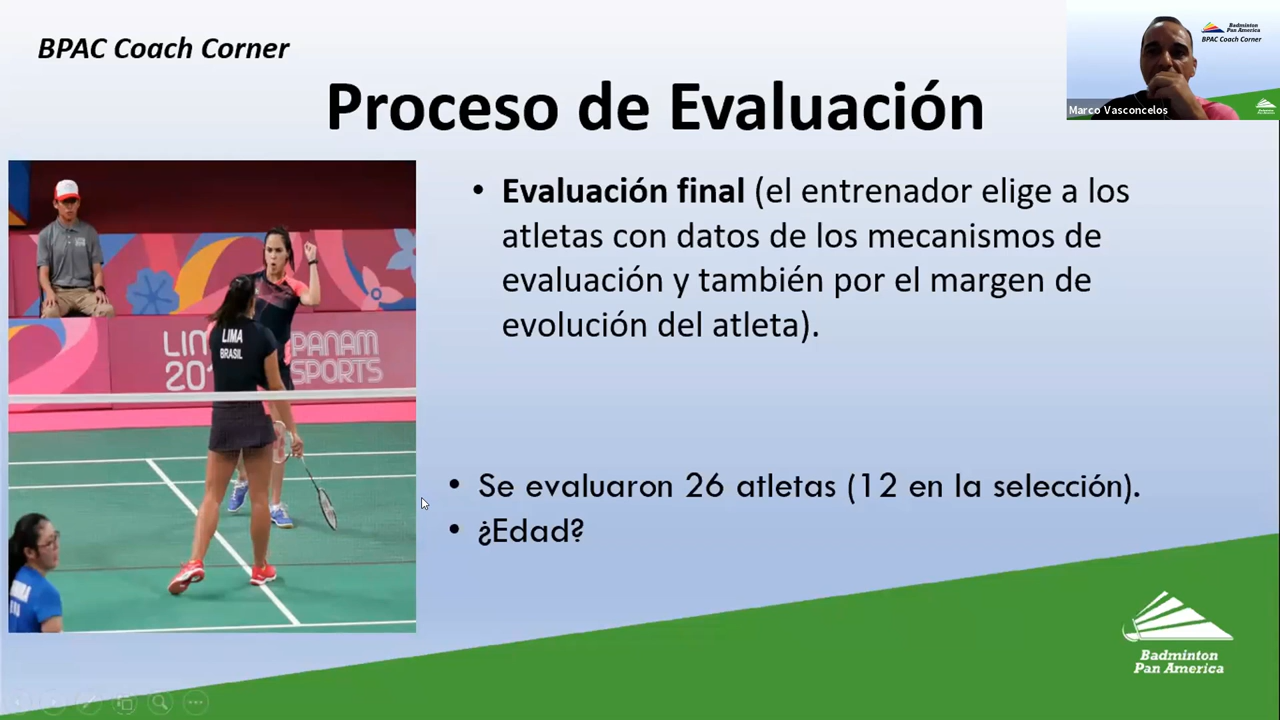 BPAC Coach Corner
Proceso de Evaluación
Badminton
Pan America
BPAC Coach Corner
Marco Vasconcelos
• Evaluación final (el entrenador elige a los
atletas con datos de los mecanismos de
evaluación y también por el margen de
evolución del atleta).
LIMA
BRASIL
PANAM
SPORTS
• Se evaluaron 26 atletas (12 en la selección).
• ¿Edad?
Badminton
Pan America